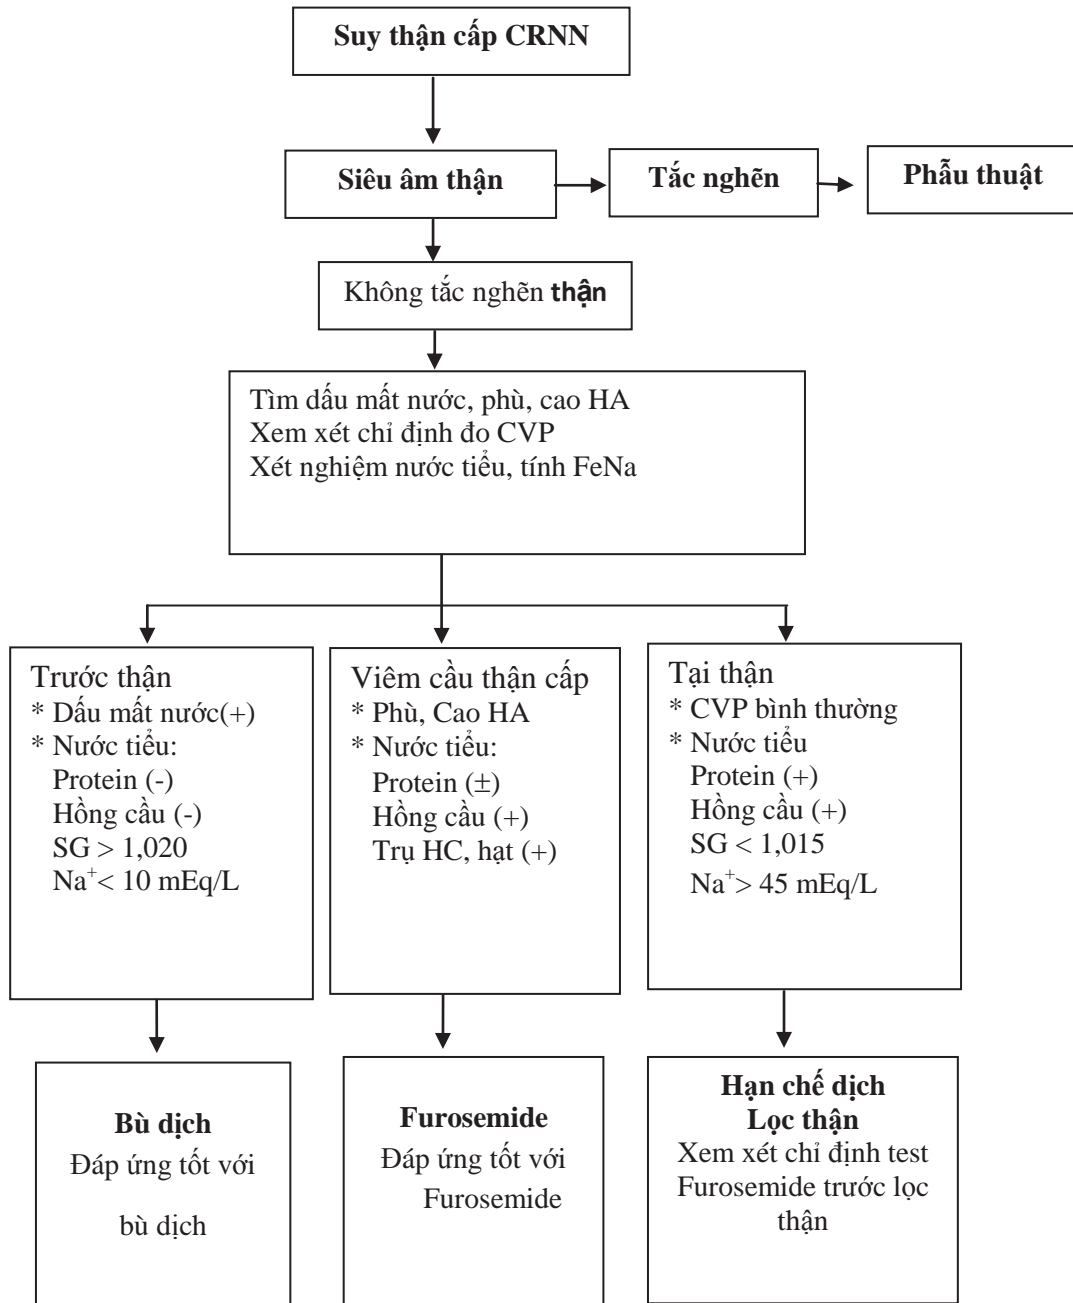 Suy thận cấp CRNN
Siêu âm thận
Tắc nghẽn
Phẫu thuật
Không tắc nghẽn thận
Tìm dấu mất nước, phù, cao HA
Xem xét chỉ định đo CVP
Xét nghiệm nước tiểu, tính FeNa
Trước thận
* Dấu mất nước(+)
* Nước tiểu:
Protein (-)
Hồng cầu (-)
SG > 1,020
Na⁺< 10 mEq/L
Viêm cầu thận cấp
* Phù, Cao HA
* Nước tiểu:
Protein (±)
Hồng cầu (+)
Trụ HC, hạt (+)
Tại thận
* CVP bình thường
* Nước tiểu
Protein (+)
Hồng cầu (+)
SG < 1,015
Na⁺> 45 mEq/L
Bù dịch
Đáp ứng tốt với
bù dịch
Furosemide
Đáp ứng tốt với
Furosemide
Hạn chế dịch
Lọc thận
Xem xét chỉ định test
Furosemide trước lọc
thận